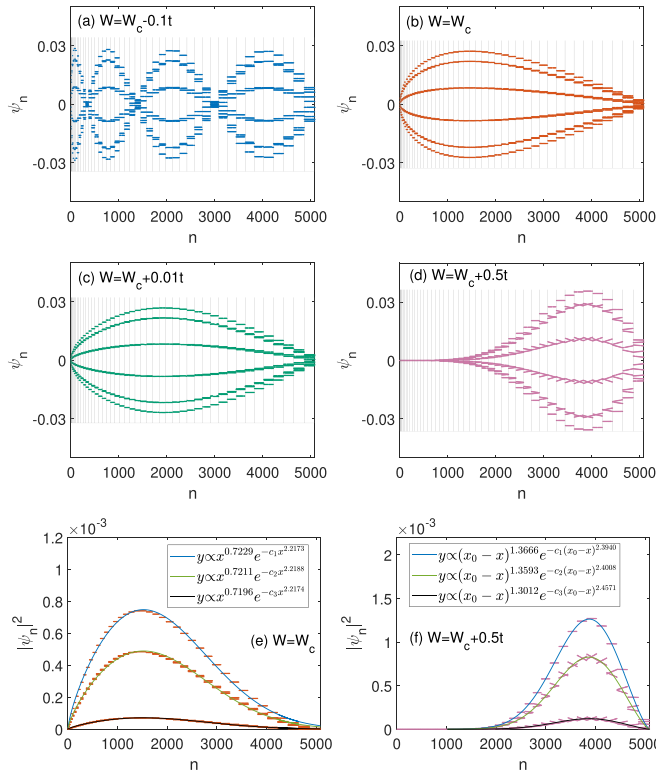 (a) W=W_c-0.1t
0.03
0
-0.03
ψ_n
0 1000 2000 3000 4000 5000
n
(b) W=W_c
0.03
0
-0.03
ψ_n
0 1000 2000 3000 4000 5000
n
(c) W=W_c+0.01t
0.03
0
-0.03
ψ_n
0 1000 2000 3000 4000 5000
n
(d) W=W_c+0.5t
0.03
0
-0.03
ψ_n
0 1000 2000 3000 4000 5000
n
×10^-3
1.2
1
0.8
0.6
0.4
0.2
0
|ψ_n|^2
y∝x^{0.7229}e^{-c_1x^{2.2173}}
y∝x^{0.7211}e^{-c_2x^{2.2188}}
y∝x^{0.7196}e^{-c_3x^{2.2174}}
(e) W=W_c
0 1000 2000 3000 4000 5000
n
×10^-3
2
1
0
|ψ_n|^2
y∝(x_0 − x)^{1.3666}e^{-c_1(x_0−x)^{2.3940}}
y∝(x_0 − x)^{1.3593}e^{-c_2(x_0−x)^{2.4008}}
y∝(x_0 − x)^{1.3012}e^{-c_3(x_0−x)^{2.4571}}
(f) W=W_c+0.5t
0 1000 2000 3000 4000 5000
n